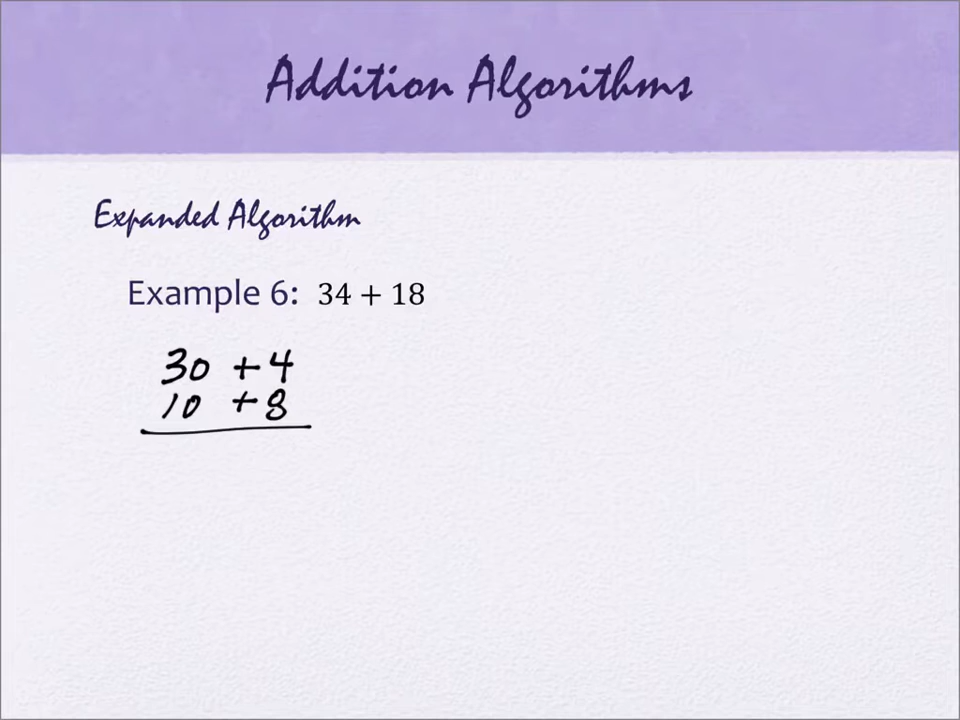 Addition Algorithms
Expanded Algorithm
Example 6: 34 + 18
30 + 4
10 + 8